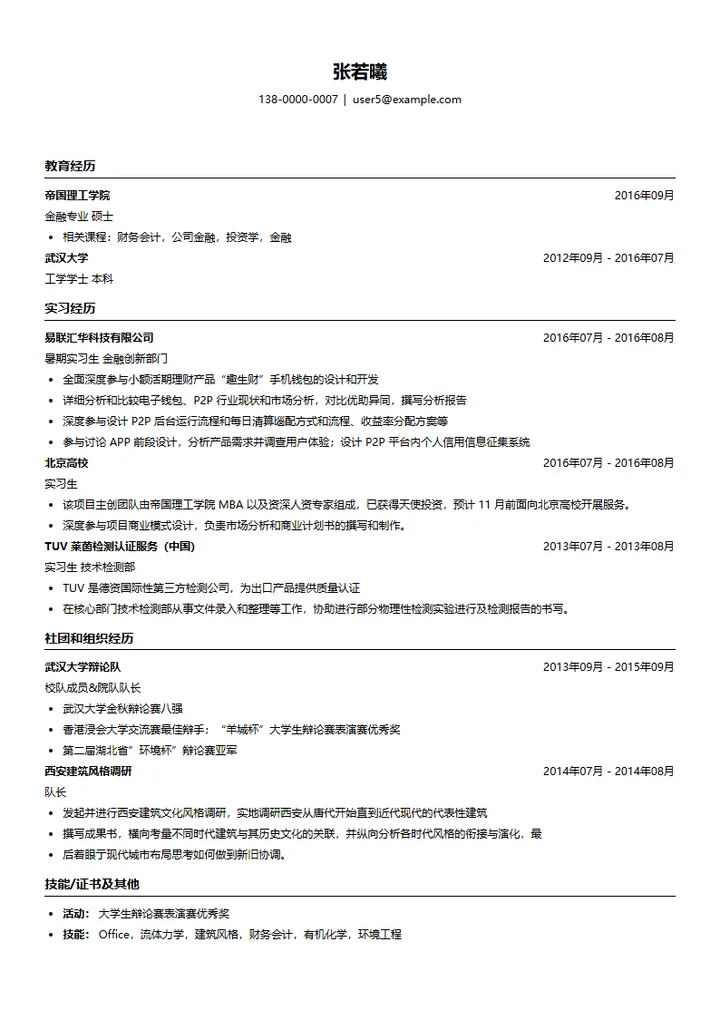 张若曦
138-0000-0007 | user5@example.com
教育经历
帝国理工学院 2016年09月
金融专业 硕士
• 相关课程：财务会计，公司金融，投资学，金融
武汉大学 2012年09月 - 2016年07月
工学学士 本科
实习经历
易联汇华科技有限公司 2016年07月 - 2016年08月
暑期实习生 金融创新部门
• 全面深度参与小额活期理财产品“趣生财”手机钱包的设计和开发
• 详细分析和比较电子钱包、P2P 行业现状和市场分析，对比优劣异同，撰写分析报告
• 深度参与设计 P2P 后台运行流程和每日清算匹配方式和流程、收益率分配方案等
• 参与讨论 APP 前段设计，分析产品需求并调查用户体验；设计 P2P 平台内个人信用信息征集系统
北京高校 2016年07月 - 2016年08月
实习生
• 该项目主创团队由帝国理工学院 MBA 以及资深人资专家组成，已获得天使投资，预计 11 月前面向北京高校开展服务。
• 深度参与项目商业模式设计，负责市场分析和商业计划书的撰写和制作。
TUV 莱茵检测认证服务（中国） 2013年07月 - 2013年08月
实习生 技术检测部
• TUV 是德资国际性第三方检测公司，为出口产品提供质量认证
• 在核心部门技术检测部从事文件录入和整理等工作，协助进行部分物理性检测实验进行及检测报告的书写。
社团和组织经历
武汉大学辩论队 2013年09月 - 2015年09月
校队成员&院队队长
• 武汉大学金秋辩论赛八强
• 香港浸会大学交流赛最佳辩手；“羊城杯”大学生辩论赛表演赛优秀奖
• 第二届湖北省”环境杯”辩论赛亚军
西安建筑风格调研 2014年07月 - 2014年08月
队长
• 发起并进行西安建筑文化风格调研，实地调研西安从唐代开始直到近代现代的代表性建筑
• 撰写成果书，横向考量不同时代建筑与其历史文化的关联，并纵向分析各时代风格的衔接与演化，最
• 后着眼于现代城市布局思考如何做到新旧协调。
技能/证书及其他
• 活动： 大学生辩论赛表演赛优秀奖
• 技能： Office，流体力学，建筑风格，财务会计，有机化学，环境工程